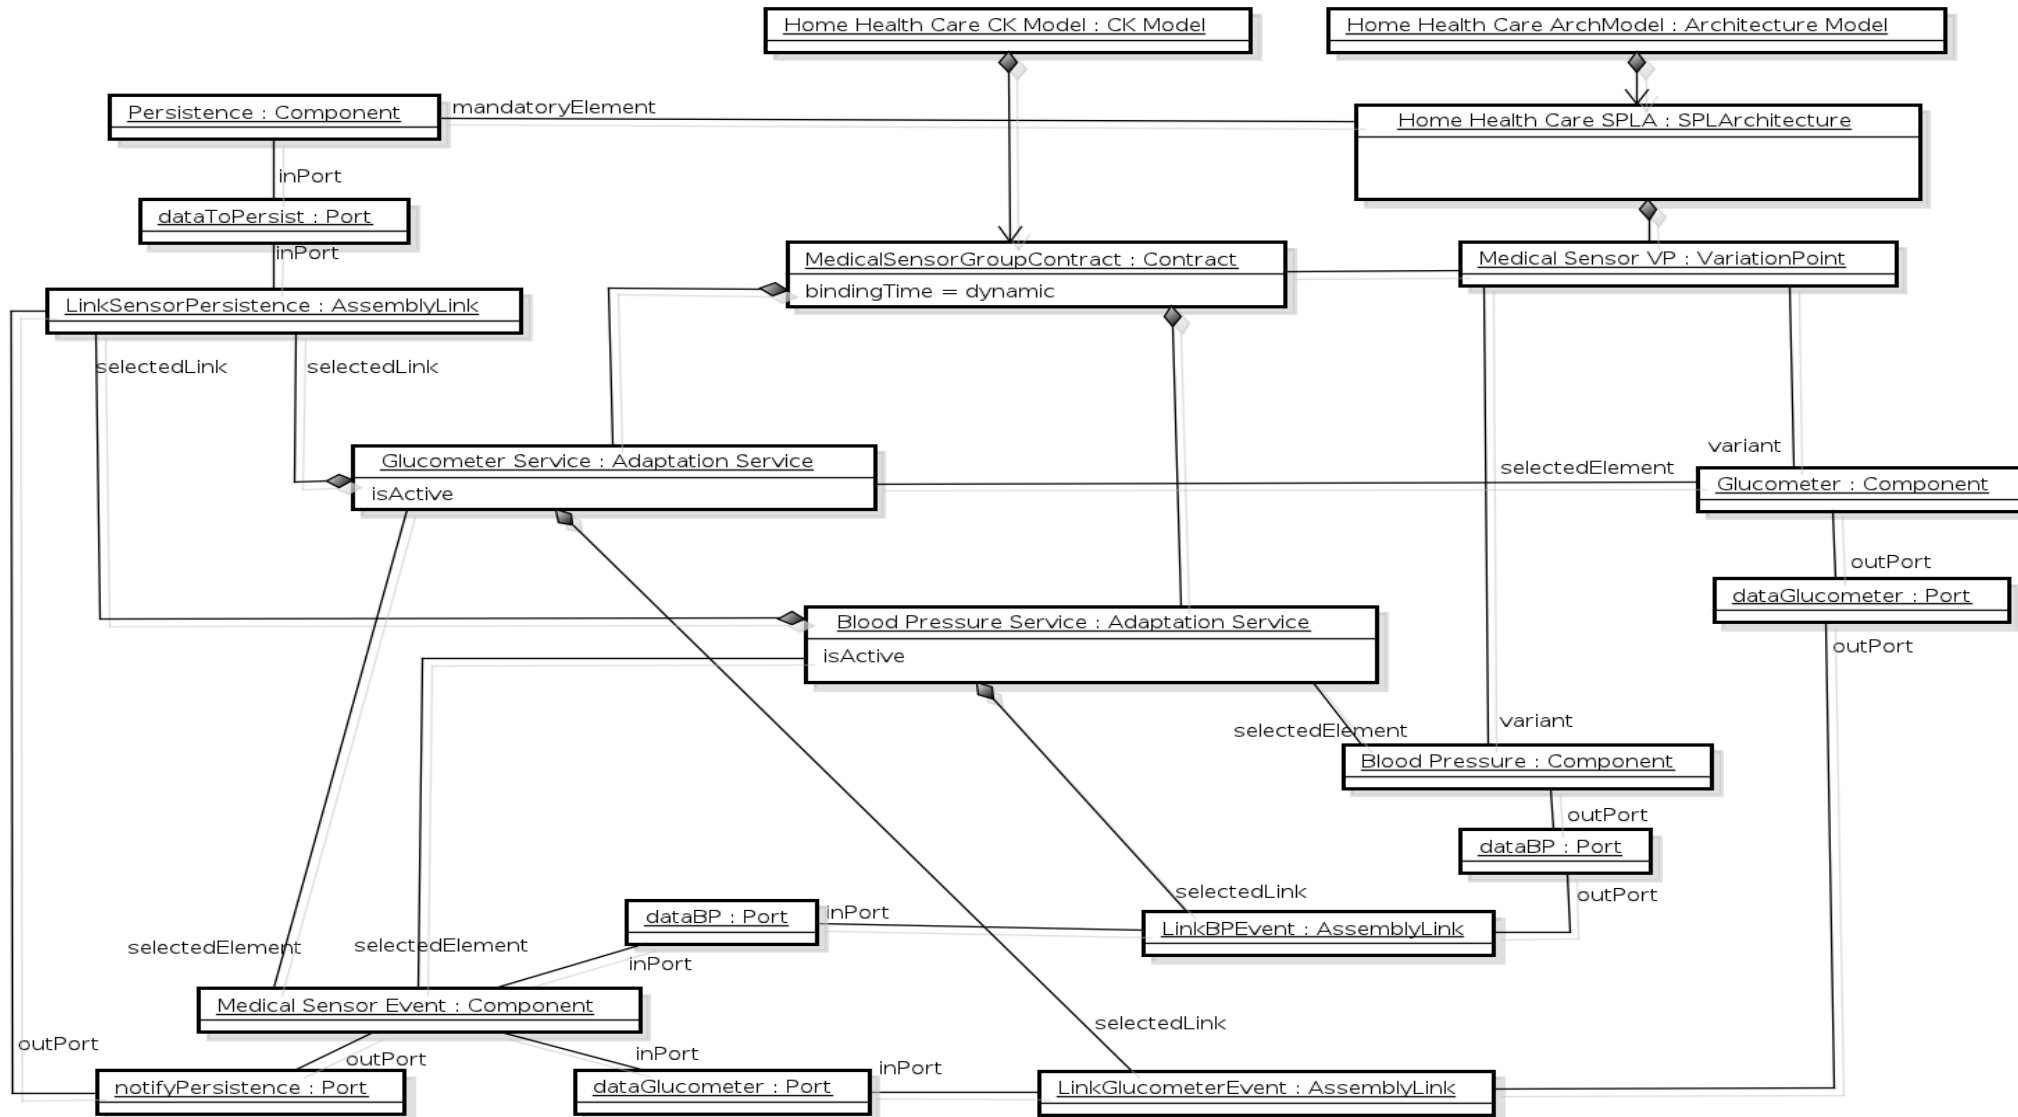 Home Health Care CK Model : CK Model
Home Health Care ArchModel : Architecture Model
Persistence : Component
mandatoryElement
Home Health Care SPLA : SPLArchitecture
inPort
dataToPersist : Port
inPort
MedicalSensorGroupContract : Contract
bindingTime = dynamic
Medical Sensor VP : VariationPoint
LinkSensorPersistence : AssemblyLink
selectedLink
selectedLink
Glucometer Service : Adaptation Service
isActive
variant
selectedElement
Glucometer : Component
outPort
dataGlucometer : Port
outPort
Blood Pressure Service : Adaptation Service
isActive
selectedElement
variant
Blood Pressure : Component
outPort
dataBP : Port
outPort
selectedLink
dataBP : Port
inPort
LinkBPEvent : AssemblyLink
selectedElement
selectedElement
inPort
Medical Sensor Event : Component
selectedLink
outPort
outPort
inPort
inPort
notifyPersistence : Port
dataGlucometer : Port
LinkGlucometerEvent : AssemblyLink